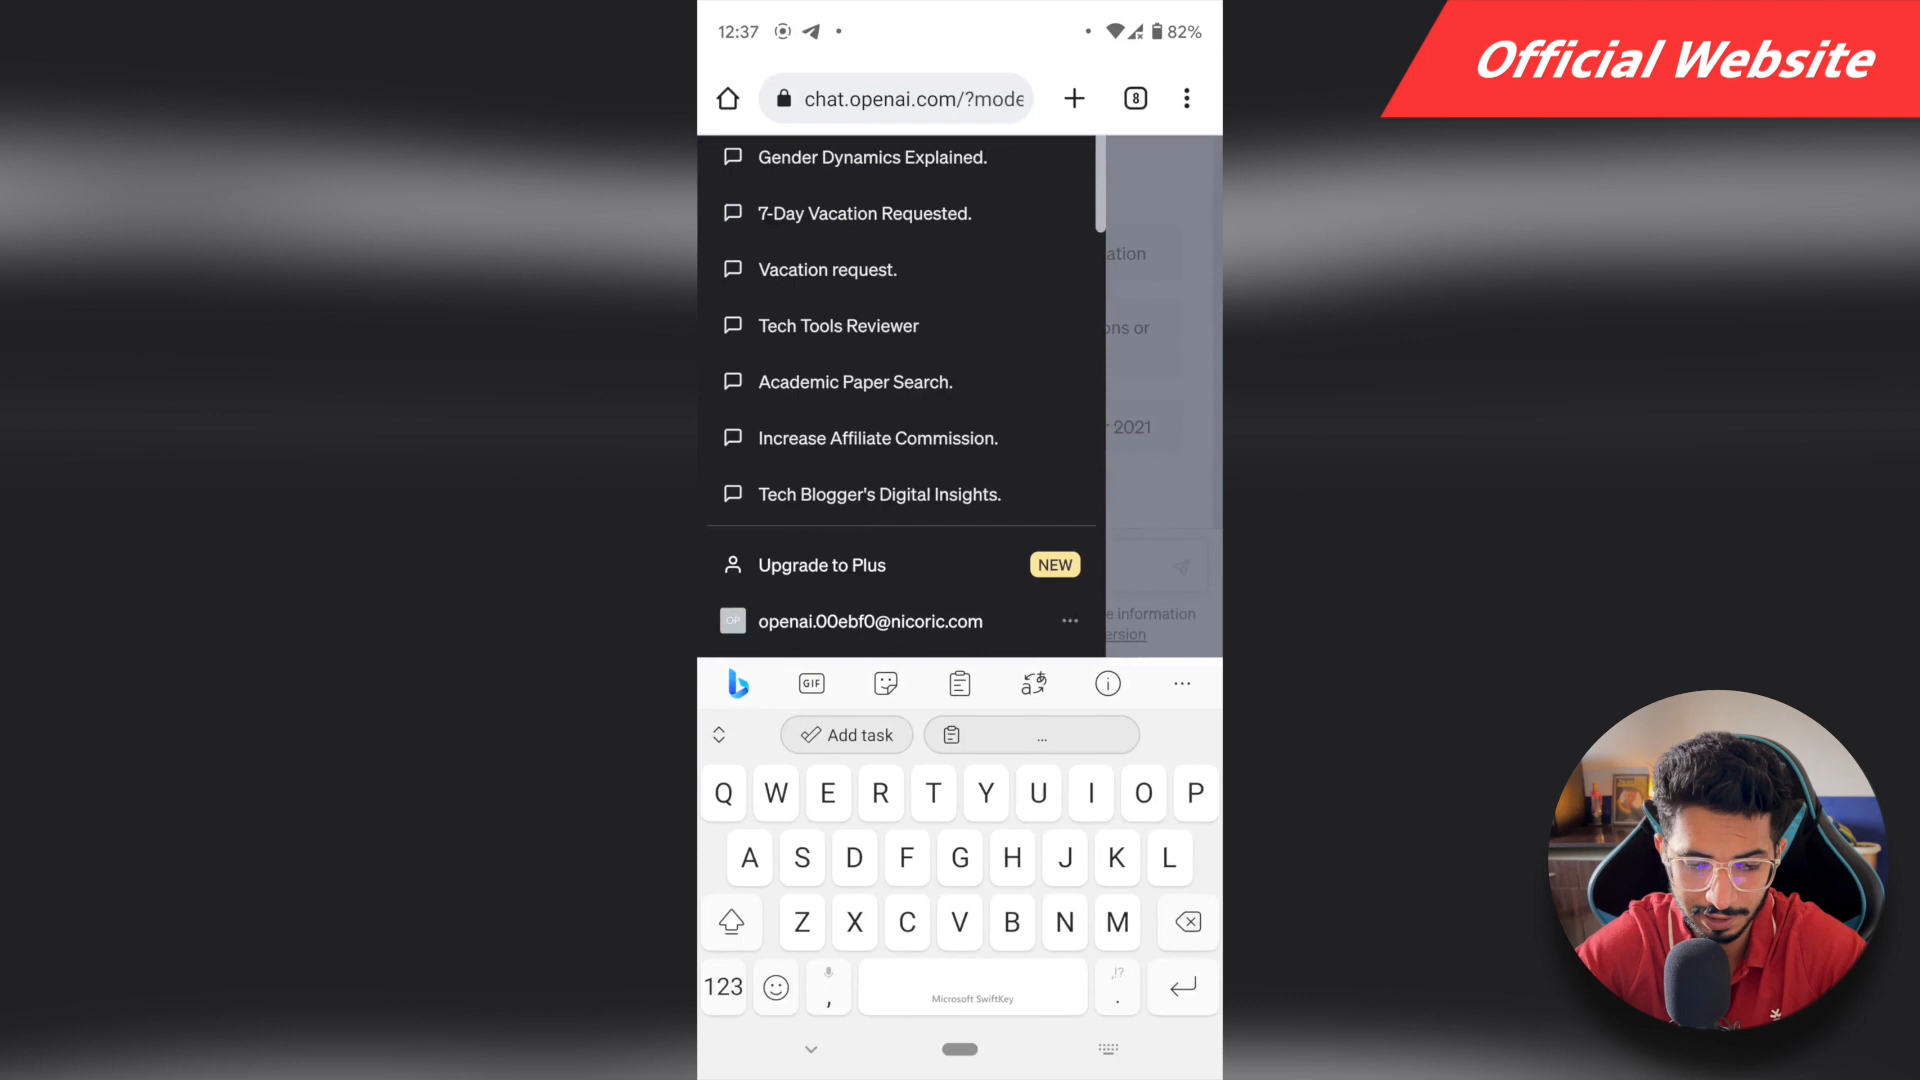 12:37
82%
Official Website
chat.openai.com/?mode
8
Gender Dynamics Explained.
7-Day Vacation Requested.
ation
Vacation request.
Tech Tools Reviewer
ons or
Academic Paper Search.
2021
Increase Affiliate Commission.
Tech Blogger's Digital Insights.
Upgrade to Plus
NEW
OP
openai.00ebf0@nicoric.com
e information
ersion
GIF
Add task
...
Q W E R T Y U I O P
A S D F G H J K L
Z X C V B N M
123
,
Microsoft SwiftKey
,!?
.